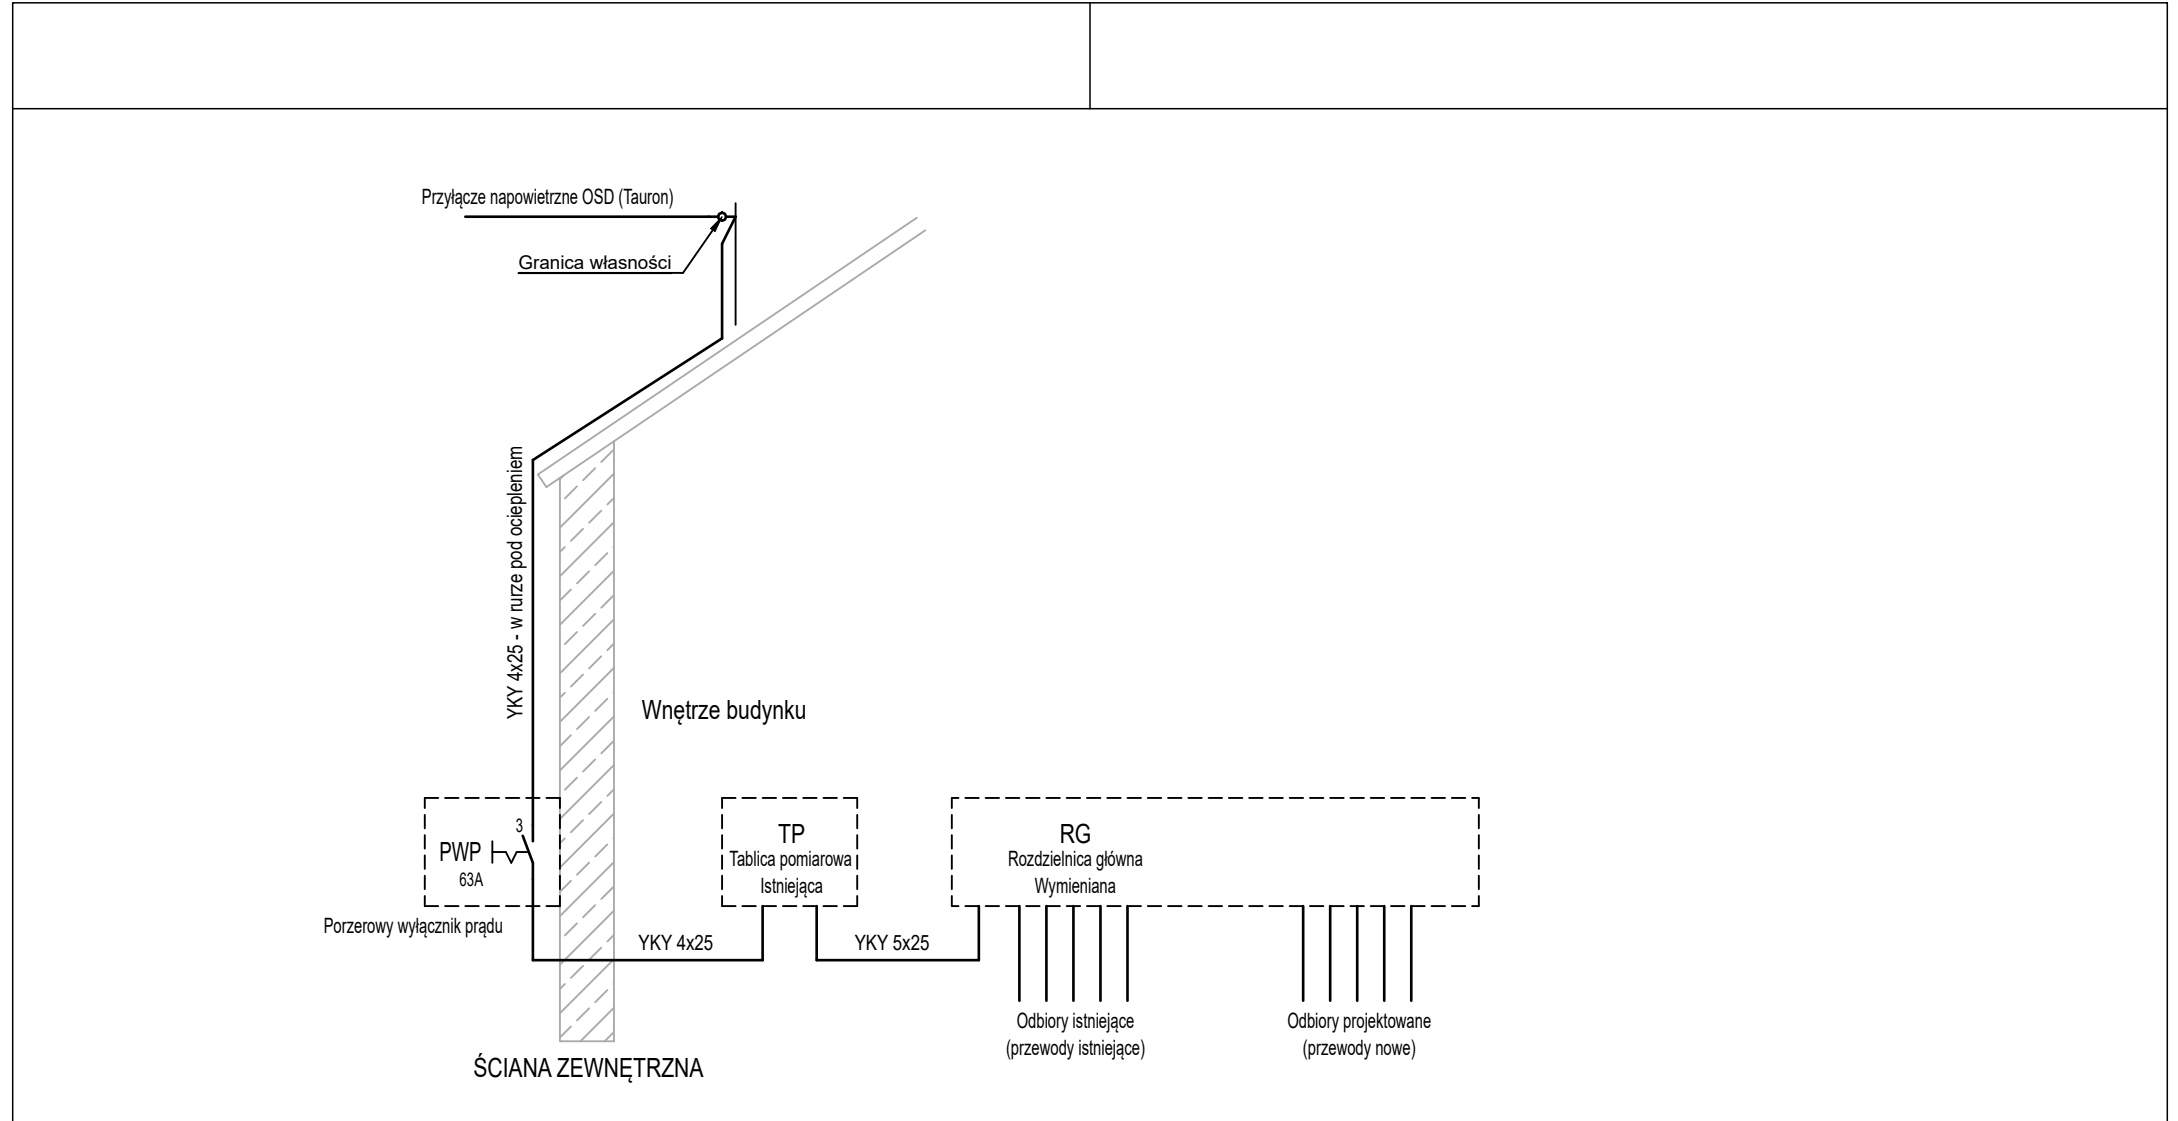 Przyłącze napowietrzne OSD (Tauron)
Granica własności
YKY 4x25 - w rurze pod ociepleniem
Wnętrze budynku
3
PWP
63A
Porzerowy wyłącznik prądu
TP
Tablica pomiarowa
Istniejąca
RG
Rozdzielnica główna
Wymieniana
YKY 4x25
YKY 5x25
Odbiory istniejące
(przewody istniejące)
Odbiory projektowane
(przewody nowe)
ŚCIANA ZEWNĘTRZNA